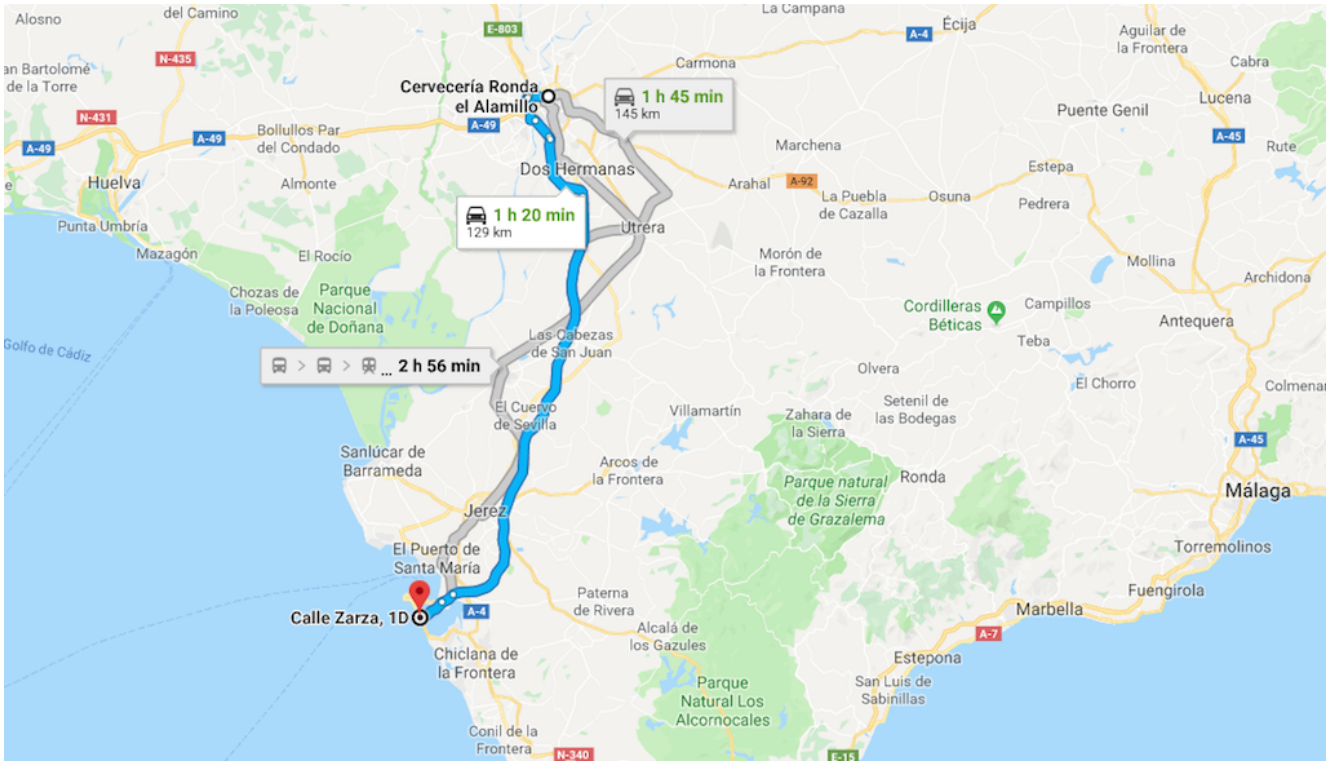 Alosno
del Campo
del Camino
La Campana
E-803
Écija
A-4
Aguilar de
la Frontera
N-435
an Bartolomé
de la Torre
Carmona
Cabra
Cervecería Ronda
el Alamillo
1 h 45 min
145 km
Lucena
Puente Genil
N-431
A-49
Bollullos Par
del Condado
A-49
A-49
A-45
Marchena
Rute
Huelva
Almonte
Dos Hermanas
Arahal
A-92
La Puebla
de Cazalla
Osuna
Estepa
Pedrera
Punta Umbría
1 h 20 min
129 km
Utrera
Mazagón
El Rocío
Morón de
la Frontera
Mollina
Archidona
Chozas de
la Poleosa
Parque
Nacional
de Doñana
Cordilleras
Béticas
Campillos
Antequera
Golfo de Cádiz
Las Cabezas
de San Juan
Teba
2 h 56 min
Olvera
El Chorro
Colmenar
El Cuervo
de Sevilla
Villamartín
Zahara de
la Sierra
Setenil de
las Bodegas
A-45
Sanlúcar de
Barrameda
Arcos de
la Frontera
Parque natural
de la Sierra
de Grazalema
Ronda
Málaga
Jerez
El Puerto de
Santa María
Torremolinos
Calle Zarza, 1D
A-4
Paterna
de Rivera
Fuengirola
Marbella
Alcalá de
los Gazules
A-7
Chiclana de
la Frontera
Estepona
Parque
Natural Los
Alcornocales
San Luis de
Sabinillas
Conil de la
Frontera
N-340
E-15